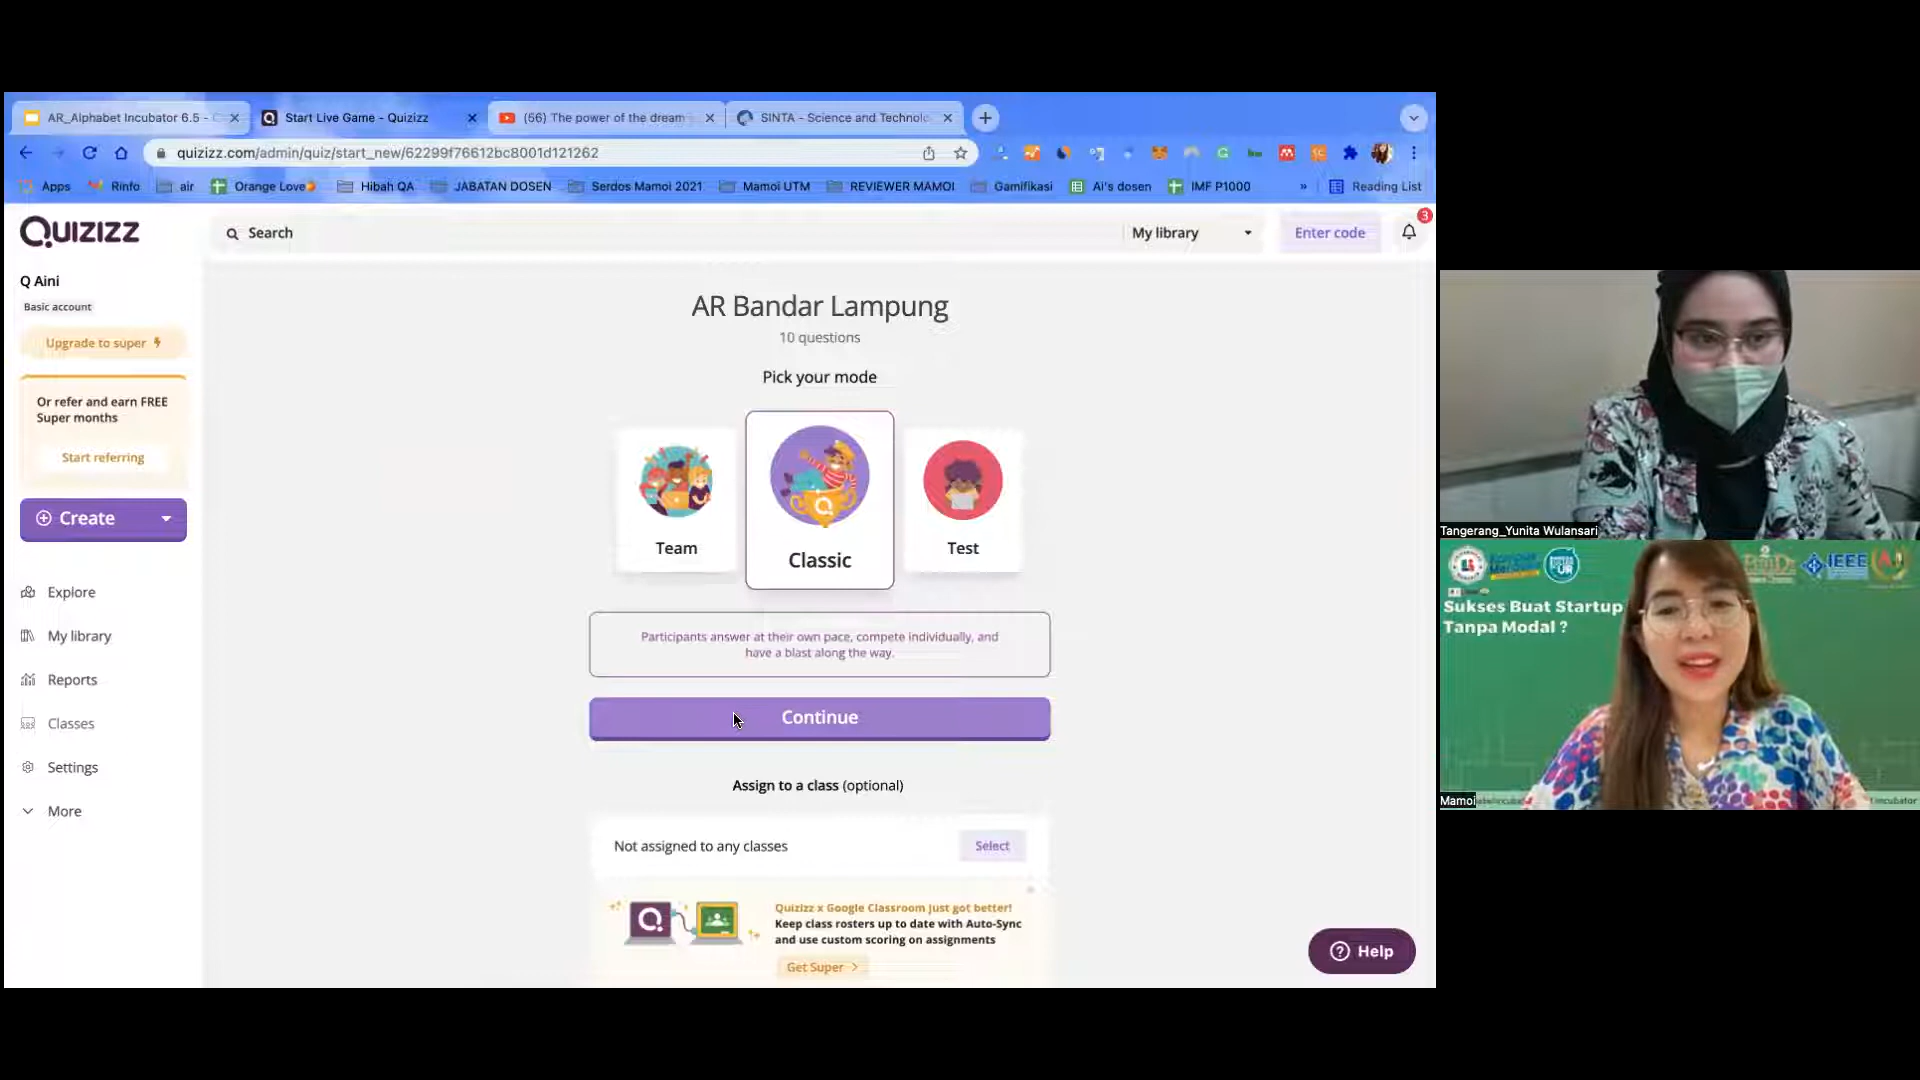 AR_Alphabet Incubator 6.5 -
Start Live Game - Quizizz
(56) The power of the dream
SINTA - Science and Technolo
quizizz.com/admin/quiz/start_new/62299f76612bc8001d121262
Apps
Rinfo
air
Orange Love
Hibah QA
JABATAN DOSEN
Serdos Mamoi 2021
Mamoi UTM
REVIEWER MAMOI
Gamifikasi
Ai's dosen
IMF P1000
»
Reading List
QUIZIZZ
Search
My library
Enter code
3
Q Aini
Basic account
Upgrade to super
Or refer and earn FREE
Super months
Start referring
Create
Explore
My library
Reports
Classes
Settings
More
AR Bandar Lampung
10 questions
Pick your mode
Team
Classic
Test
Participants answer at their own pace, compete individually, and
have a blast along the way.
Continue
Assign to a class (optional)
Not assigned to any classes
Select
Quizizz x Google Classroom just got better!
Keep class rosters up to date with Auto-Sync
and use custom scoring on assignments
Get Super >
Help
Tangerang_Yunita Wulansari
IEEE
Sukses Buat Startup
Tanpa Modal ?
Mamoi
incubator